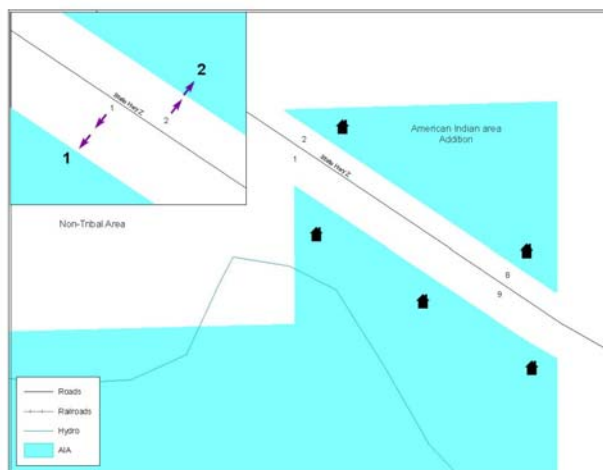 2
State Hwy Z
1
2
1
American Indian area
Addition
2
1
State Hwy Z
Non-Tribal Area
8
9
Roads
Railroads
Hydro
AIA